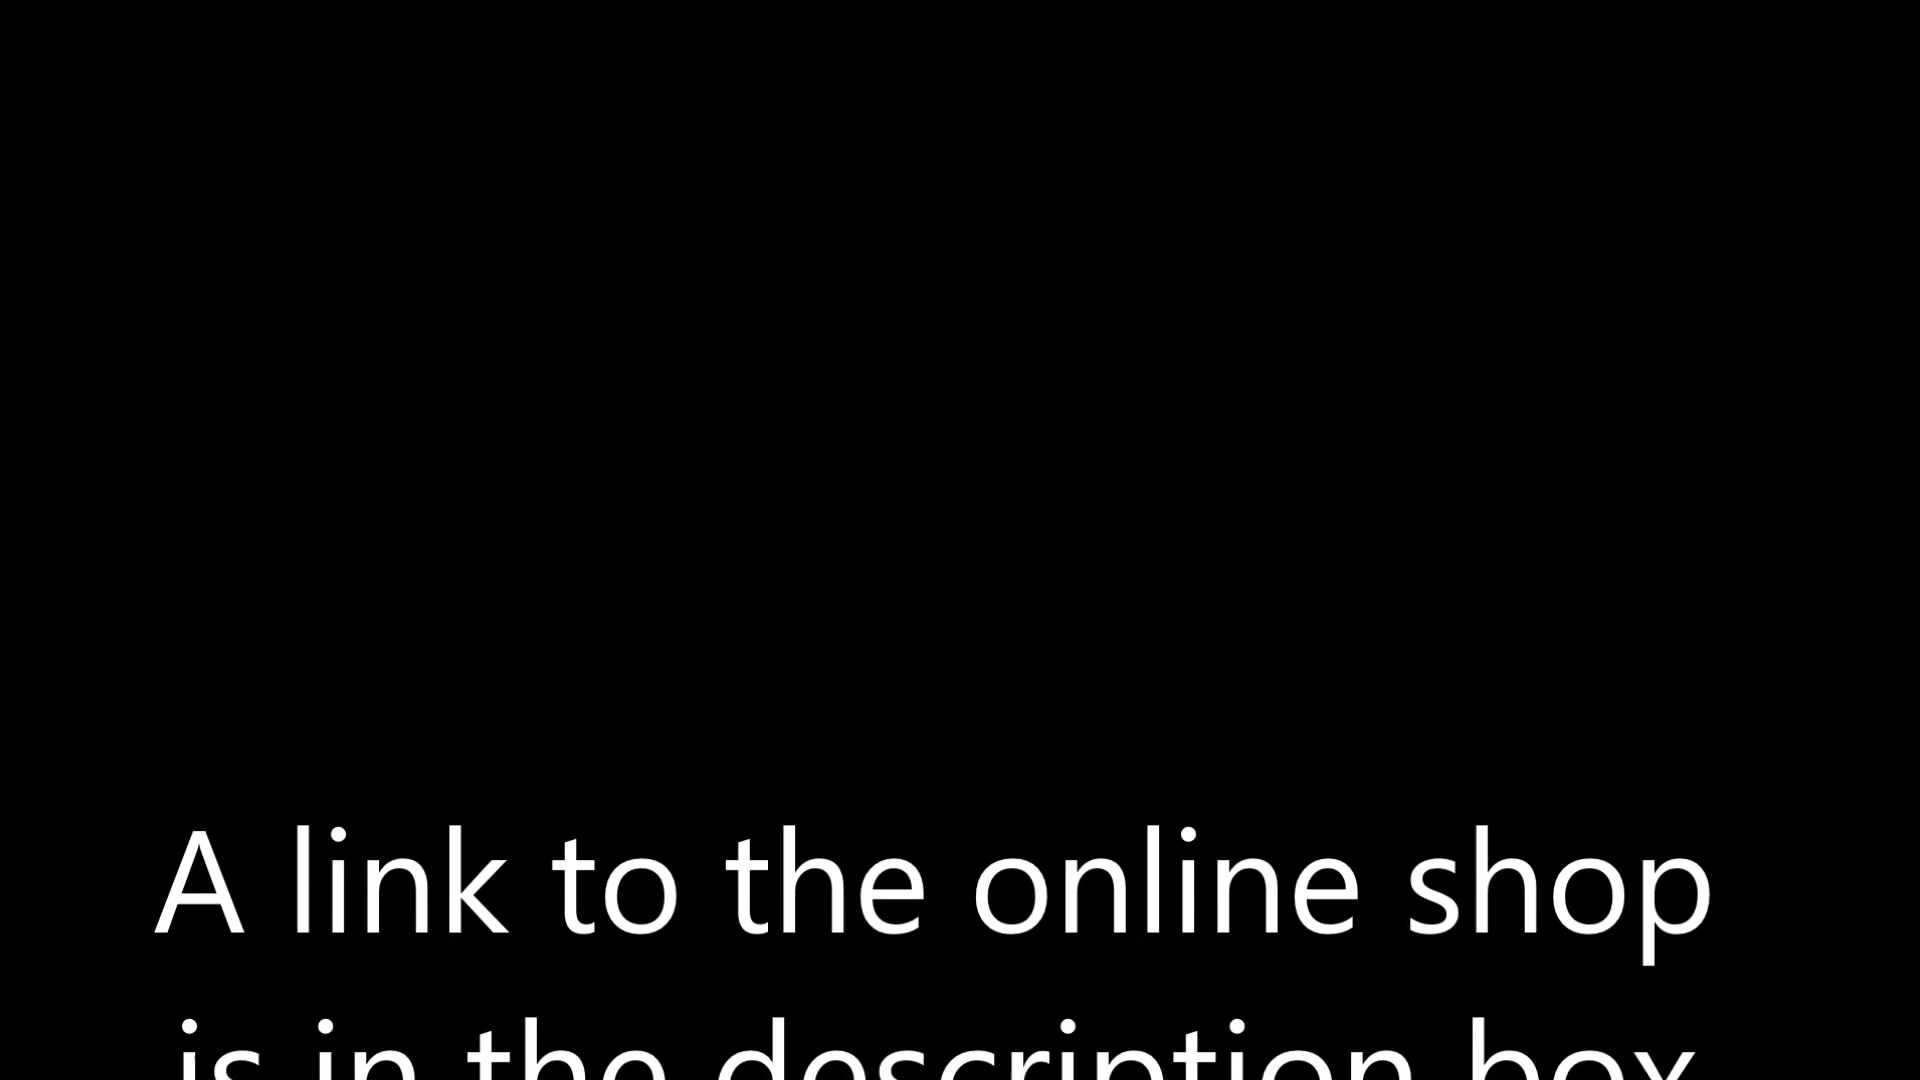 A link to the online shop
is in the description box